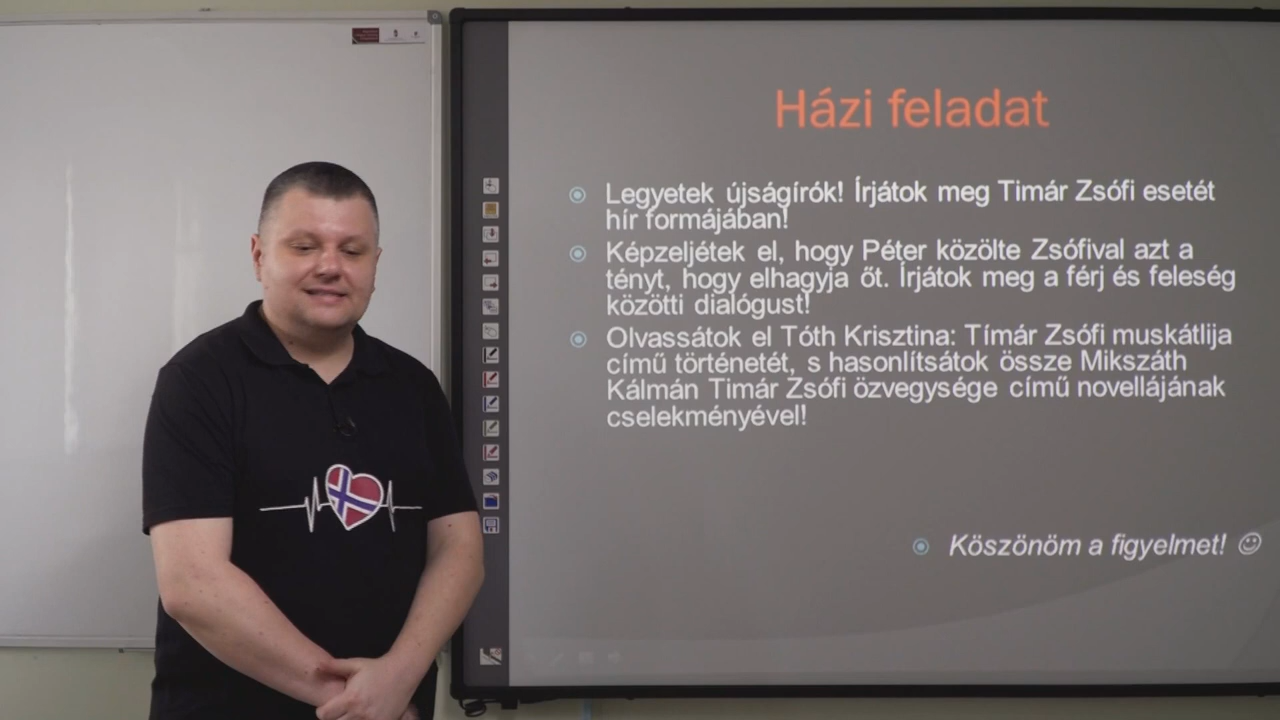 Házi feladat
Legyetek újságírók! Írjátok meg Timár Zsófi esetét
hír formájában!
Képzeljétek el, hogy Péter közölte Zsófival azt a
tényt, hogy elhagyja őt. Írjátok meg a férj és feleség
közötti dialógust!
Olvassátok el Tóth Krisztina: Tímár Zsófi muskátlija
című történetét, s hasonlítsátok össze Mikszáth
Kálmán Timár Zsófi özvegysége című novellájának
cselekményével!
Köszönöm a figyelmet! ☺